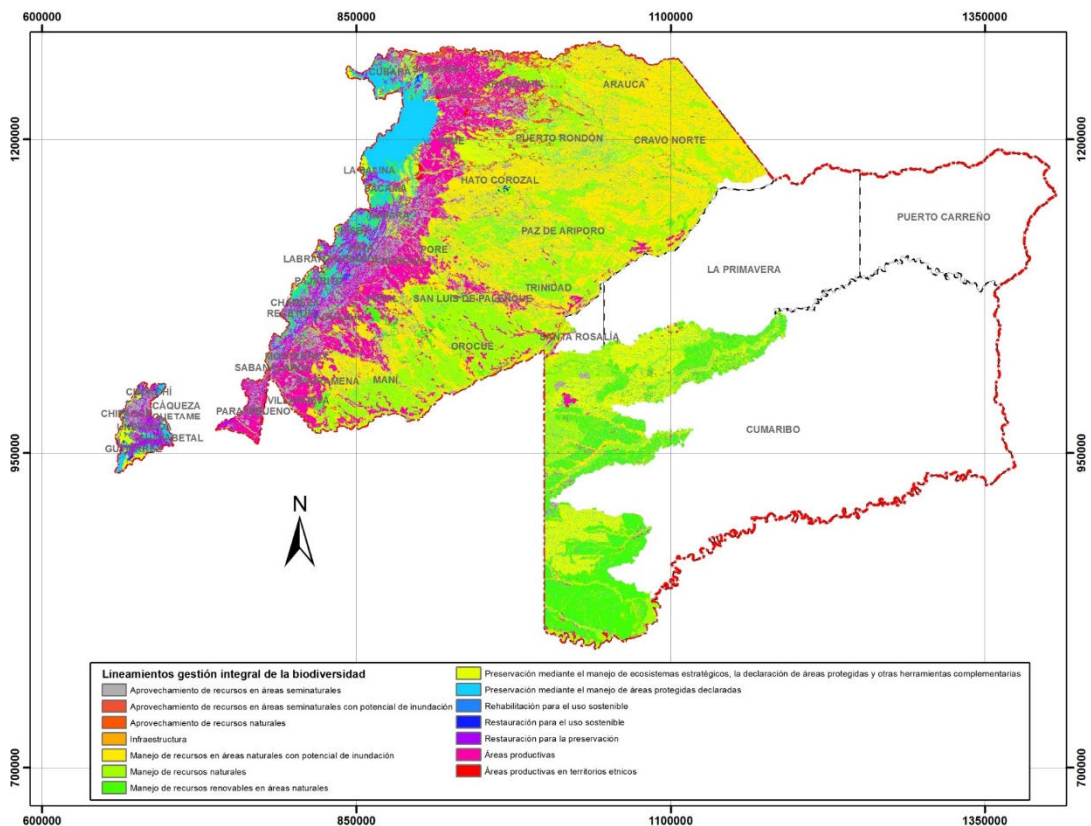 600000 850000 1100000 1350000
1200000 1200000
950000 950000
700000 700000
600000 850000 1100000 1350000
CUBARÁ
ARAUCA
PUERTO RONDÓN
CRAVO NORTE
LA SALINA
HATO COROZAL
SÁCAMA
PUERTO CARREÑO
PAZ DE ARIPORO
PORE
LA PRIMAVERA
TRINIDAD
SAN LUIS DE PALENQUE
SANTA ROSALÍA
OROCUÉ
MANÍ
CÁQUEZA
QUETAME
CUMARIBO
N
Lineamientos gestión integral de la biodiversidad
Aprovechamiento de recursos en áreas seminaturales
Aprovechamiento de recursos en áreas seminaturales con potencial de inundación
Aprovechamiento de recursos naturales
Infraestructura
Manejo de recursos en áreas naturales con potencial de inundación
Manejo de recursos naturales
Manejo de recursos renovables en áreas naturales
Preservación mediante el manejo de ecosistemas estratégicos, la declaración de áreas protegidas y otras herramientas complementarias
Preservación mediante el manejo de áreas protegidas declaradas
Rehabilitación para el uso sostenible
Restauración para el uso sostenible
Restauración para la preservación
Áreas productivas
Áreas productivas en territorios etnicos